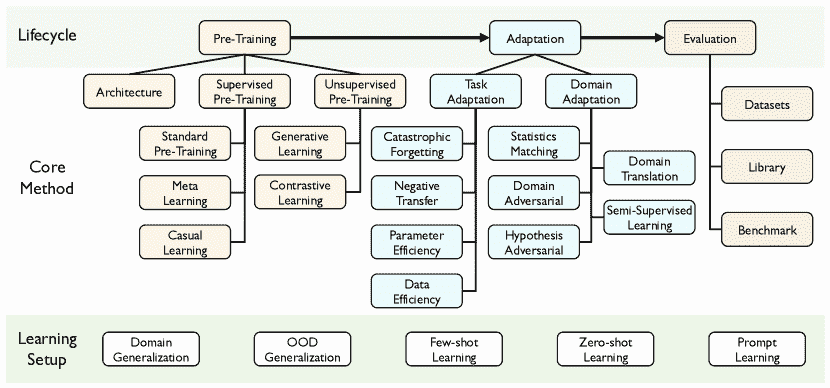 Lifecycle
Pre-Training
Adaptation
Evaluation
Core
Method
Architecture
Supervised
Pre-Training
Unsupervised
Pre-Training
Task
Adaptation
Domain
Adaptation
Standard
Pre-Training
Meta
Learning
Casual
Learning
Generative
Learning
Contrastive
Learning
Catastrophic
Forgetting
Negative
Transfer
Parameter
Efficiency
Data
Efficiency
Statistics
Matching
Domain
Adversarial
Hypothesis
Adversarial
Domain
Translation
Semi-Supervised
Learning
Datasets
Library
Benchmark
Learning
Setup
Domain
Generalization
OOD
Generalization
Few-shot
Learning
Zero-shot
Learning
Prompt
Learning